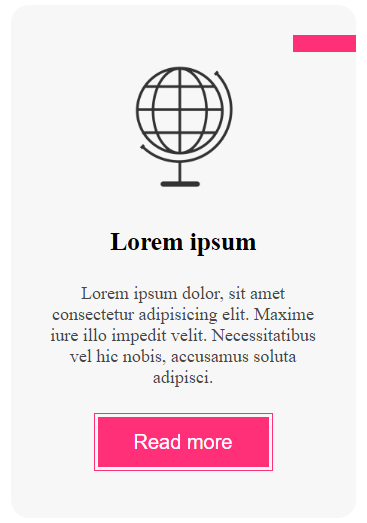 Lorem ipsum
Lorem ipsum dolor, sit amet
consectetur adipisicing elit. Maxime
iure illo impedit velit. Necessitatibus
vel hic nobis, accusamus soluta
adipisci.
Read more